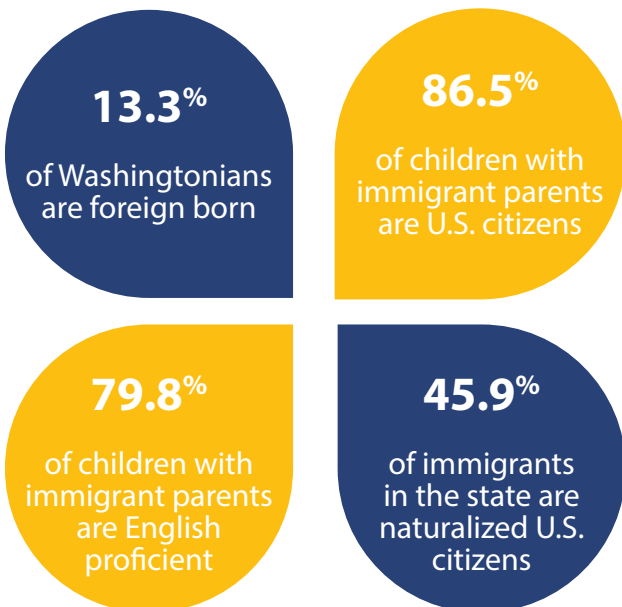 13.3%
of Washingtonians
are foreign born
86.5%
of children with
immigrant parents
are U.S. citizens
79.8%
of children with
immigrant parents
are English
proficient
45.9%
of immigrants
in the state are
naturalized U.S.
citizens